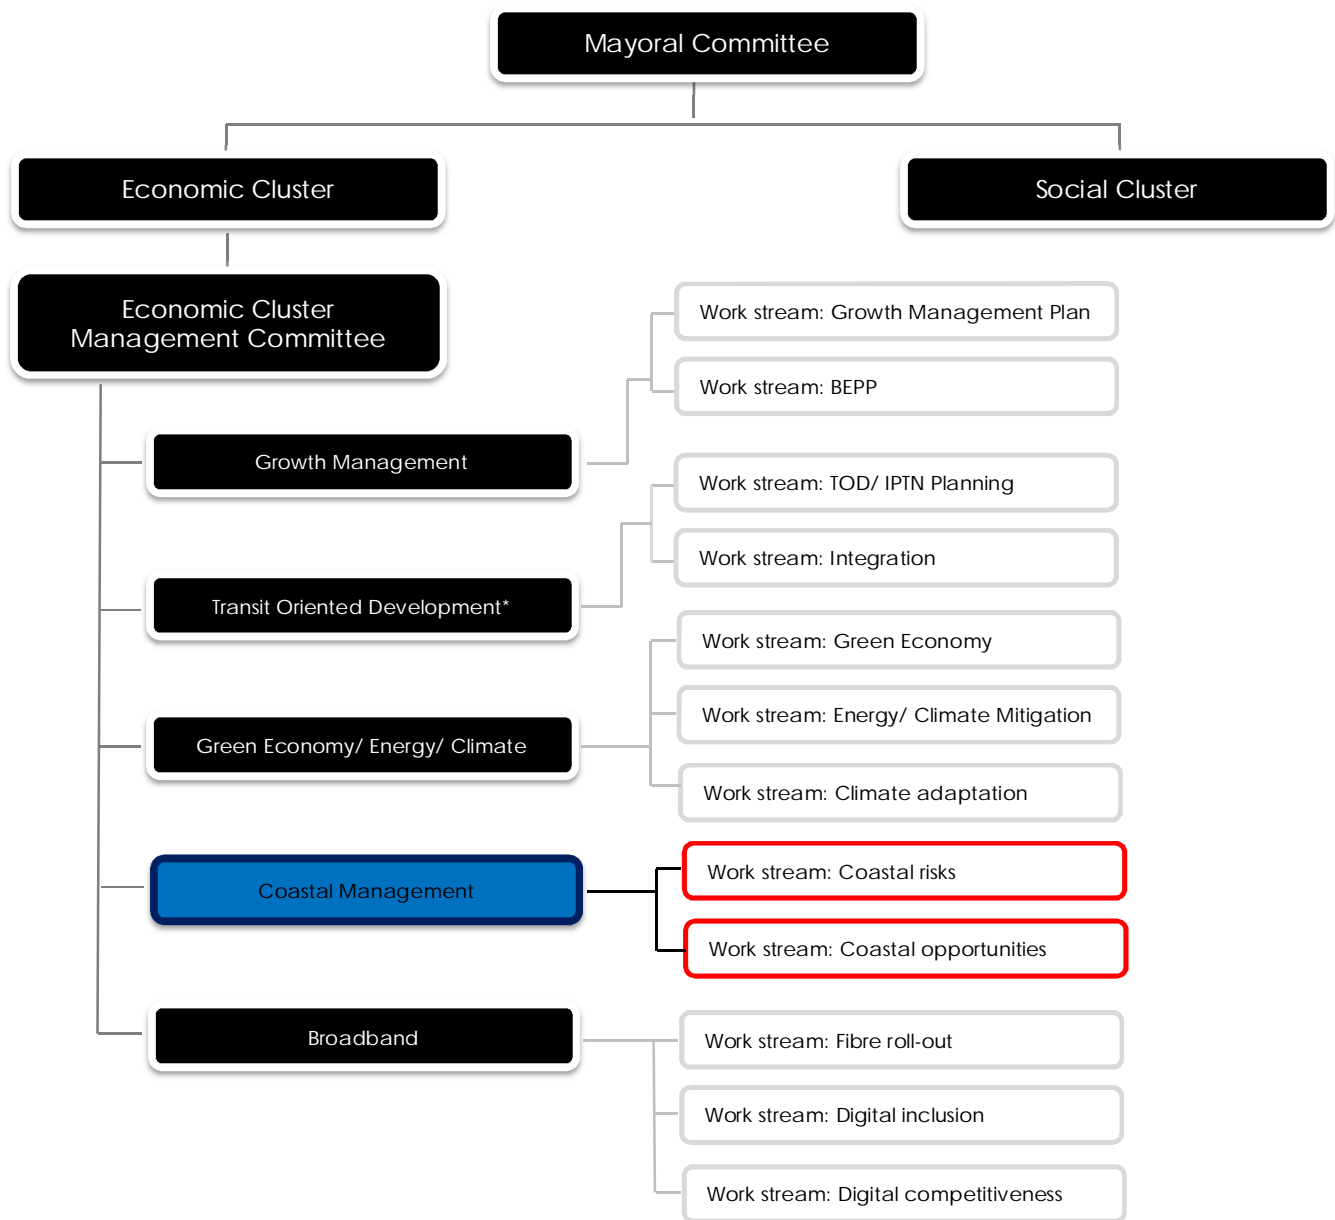 Mayoral Committee
Economic Cluster
Social Cluster
Economic Cluster
Management Committee
Work stream: Growth Management Plan
Work stream: BEPP
Growth Management
Work stream: TOD/ IPTN Planning
Work stream: Integration
Transit Oriented Development*
Work stream: Green Economy
Work stream: Energy/ Climate Mitigation
Green Economy/ Energy/ Climate
Work stream: Climate adaptation
Work stream: Coastal risks
Coastal Management
Work stream: Coastal opportunities
Broadband
Work stream: Fibre roll-out
Work stream: Digital inclusion
Work stream: Digital competitiveness